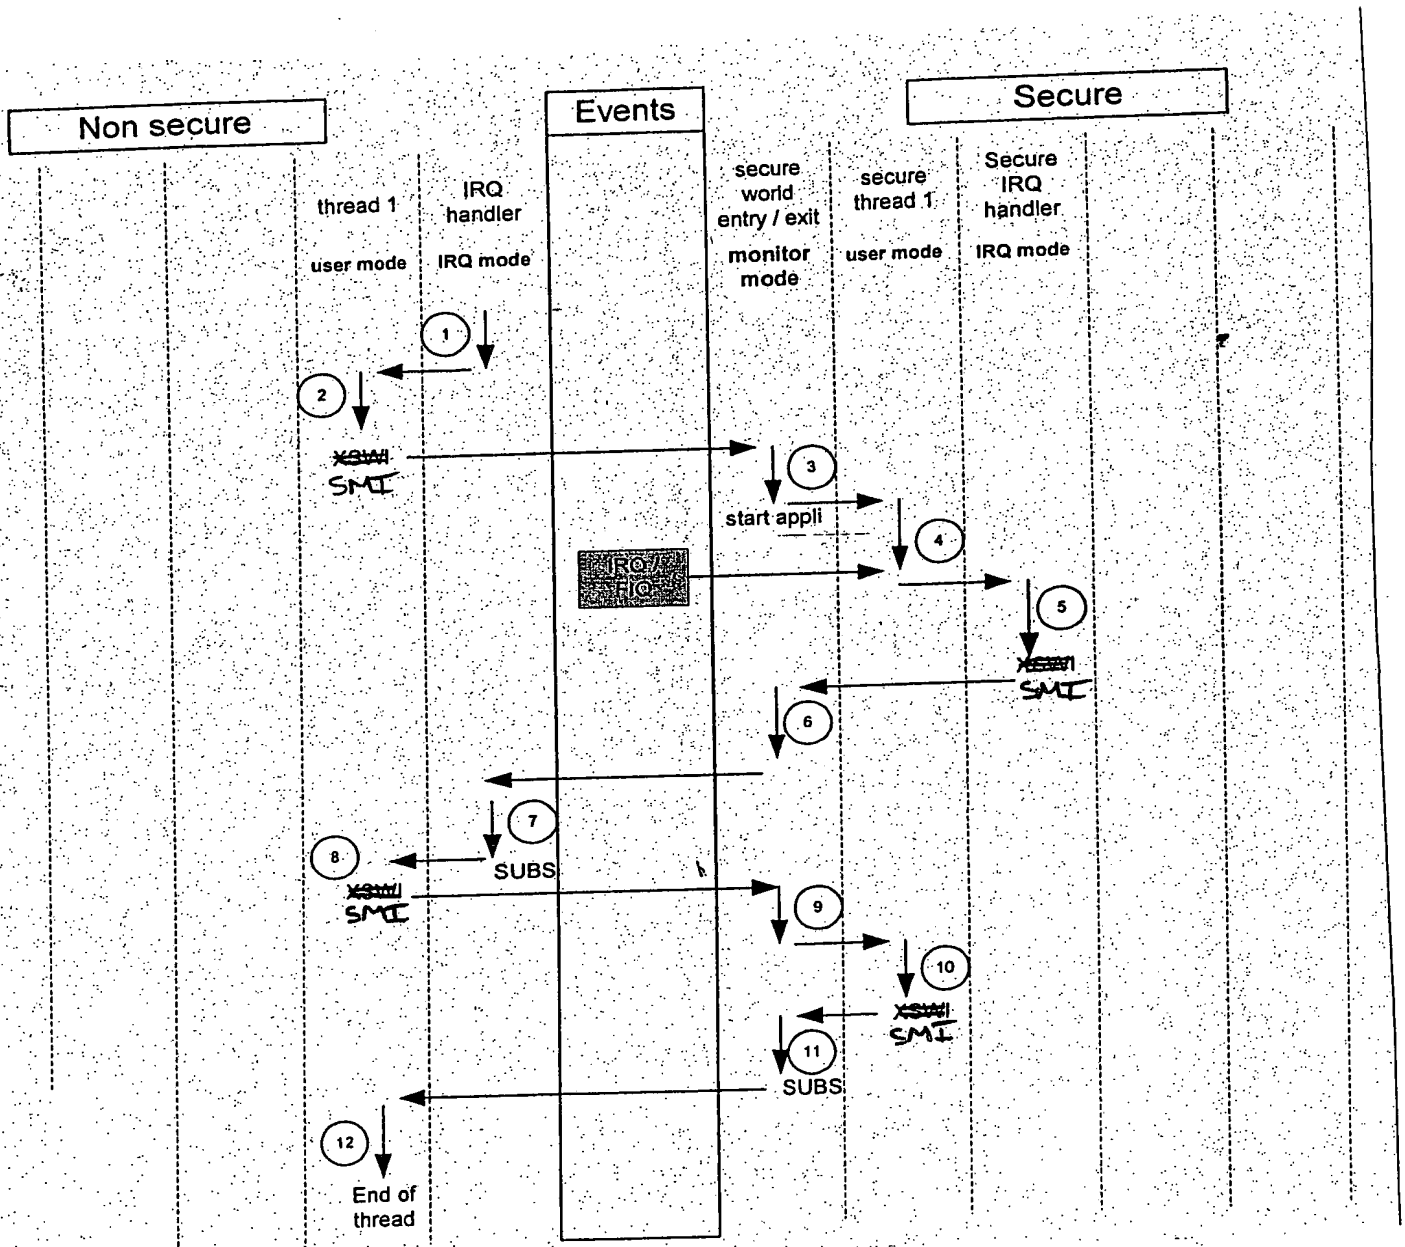 Non secure
Events
Secure
thread 1
user mode
IRQ
handler
IRQ mode
secure
world
entry / exit
monitor
mode
secure
thread 1
user mode
Secure
IRQ
handler
IRQ mode
1
2
XSWI
SMI
3
start appli
4
IRQ /
FIQ
5
XSWI
SMI
6
7
SUBS
8
XSWI
SMI
9
10
XSWI
SMI
11
SUBS
12
End of
thread